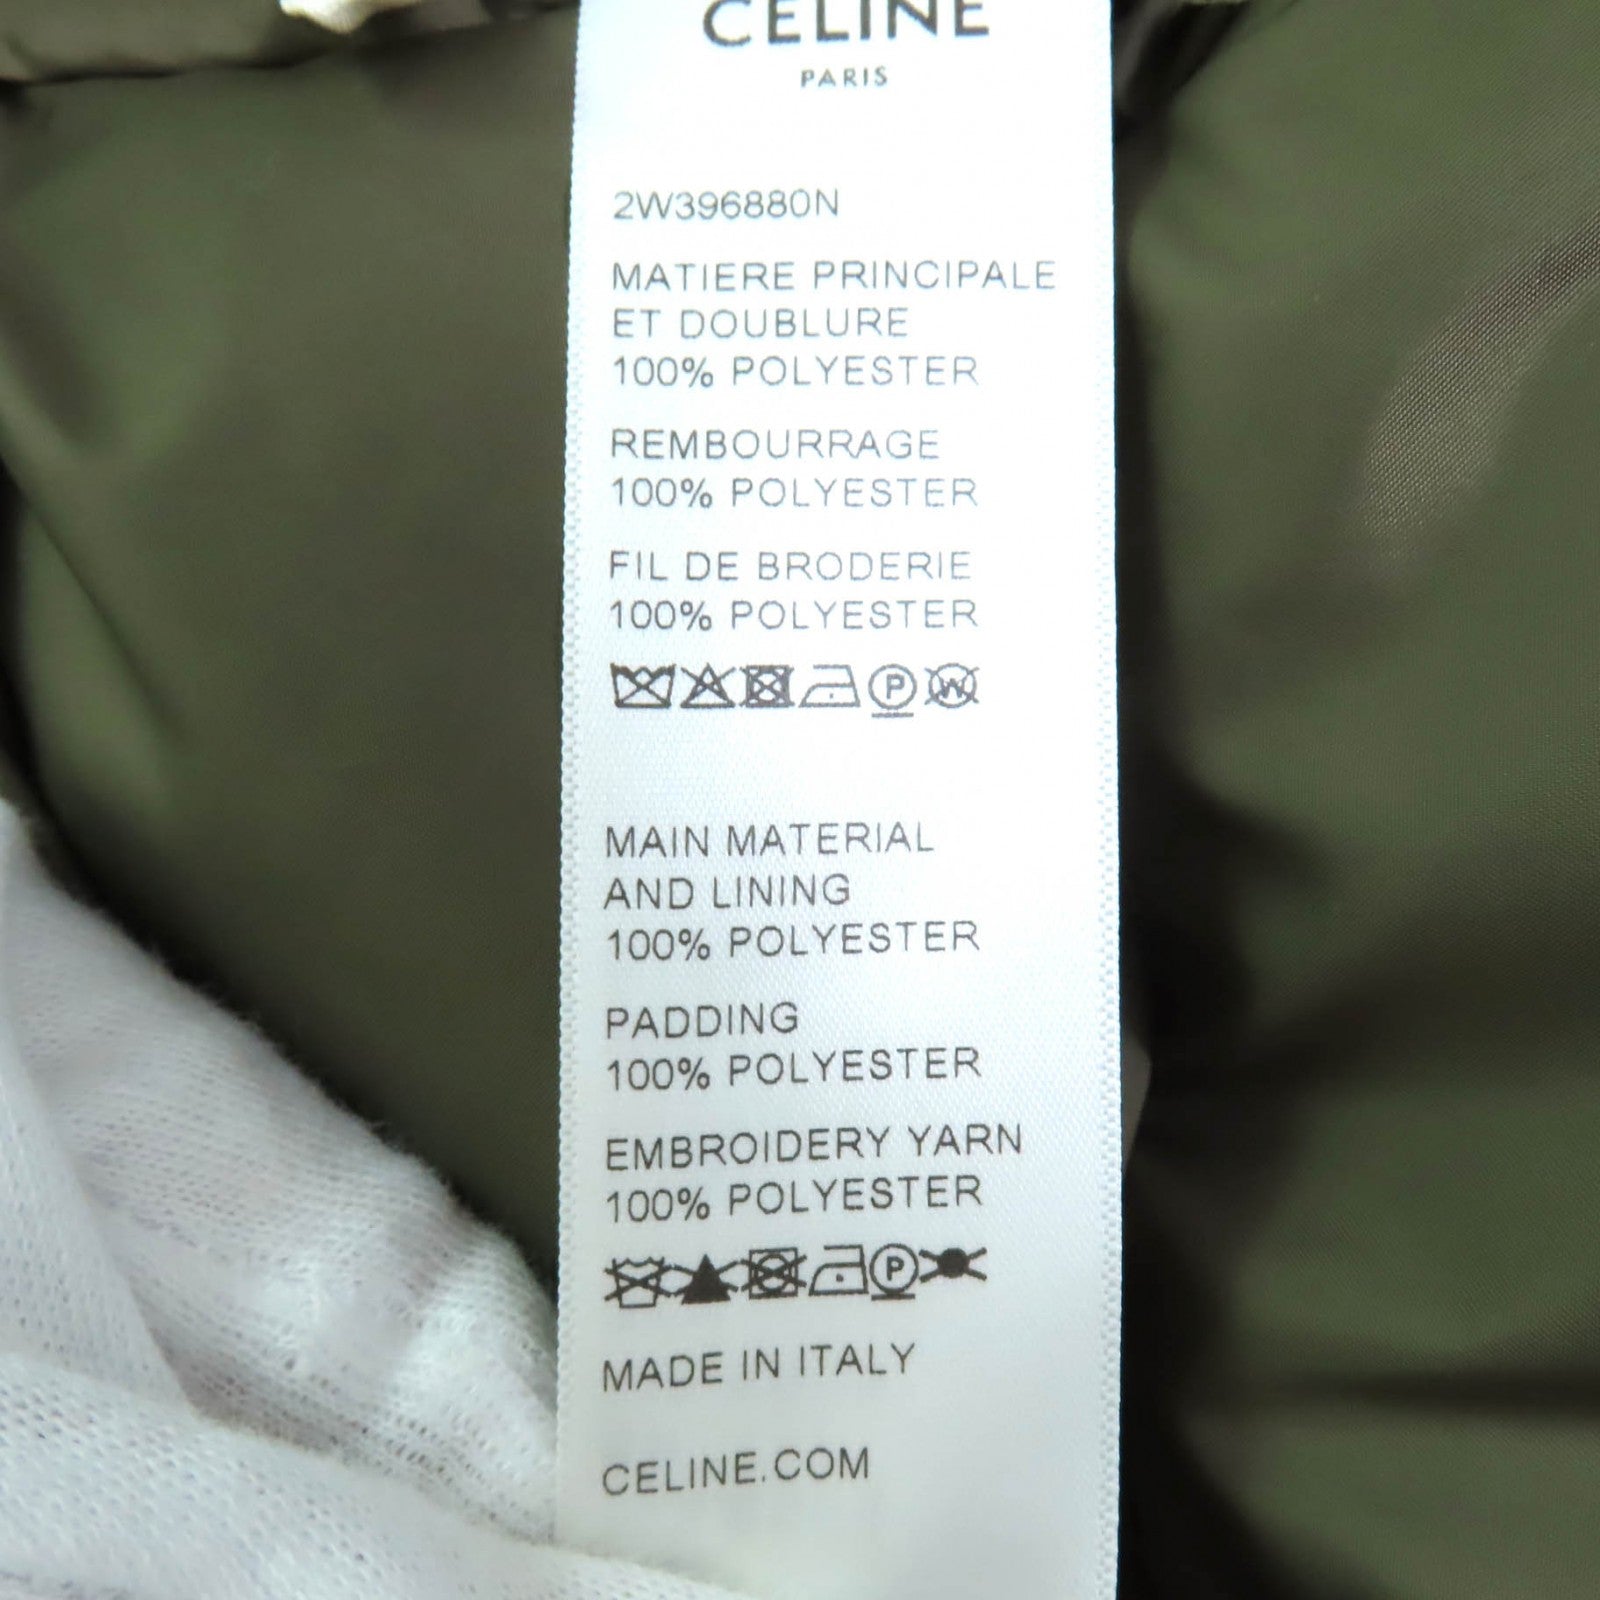 CELINE
PARIS
2W396880N
MATIERE PRINCIPALE
ET DOUBLURE
100% POLYESTER
REMBOURRAGE
100% POLYESTER
FIL DE BRODERIE
100% POLYESTER
P W
MAIN MATERIAL
AND LINING
100% POLYESTER
PADDING
100% POLYESTER
EMBROIDERY YARN
100% POLYESTER
P
MADE IN ITALY
CELINE.COM